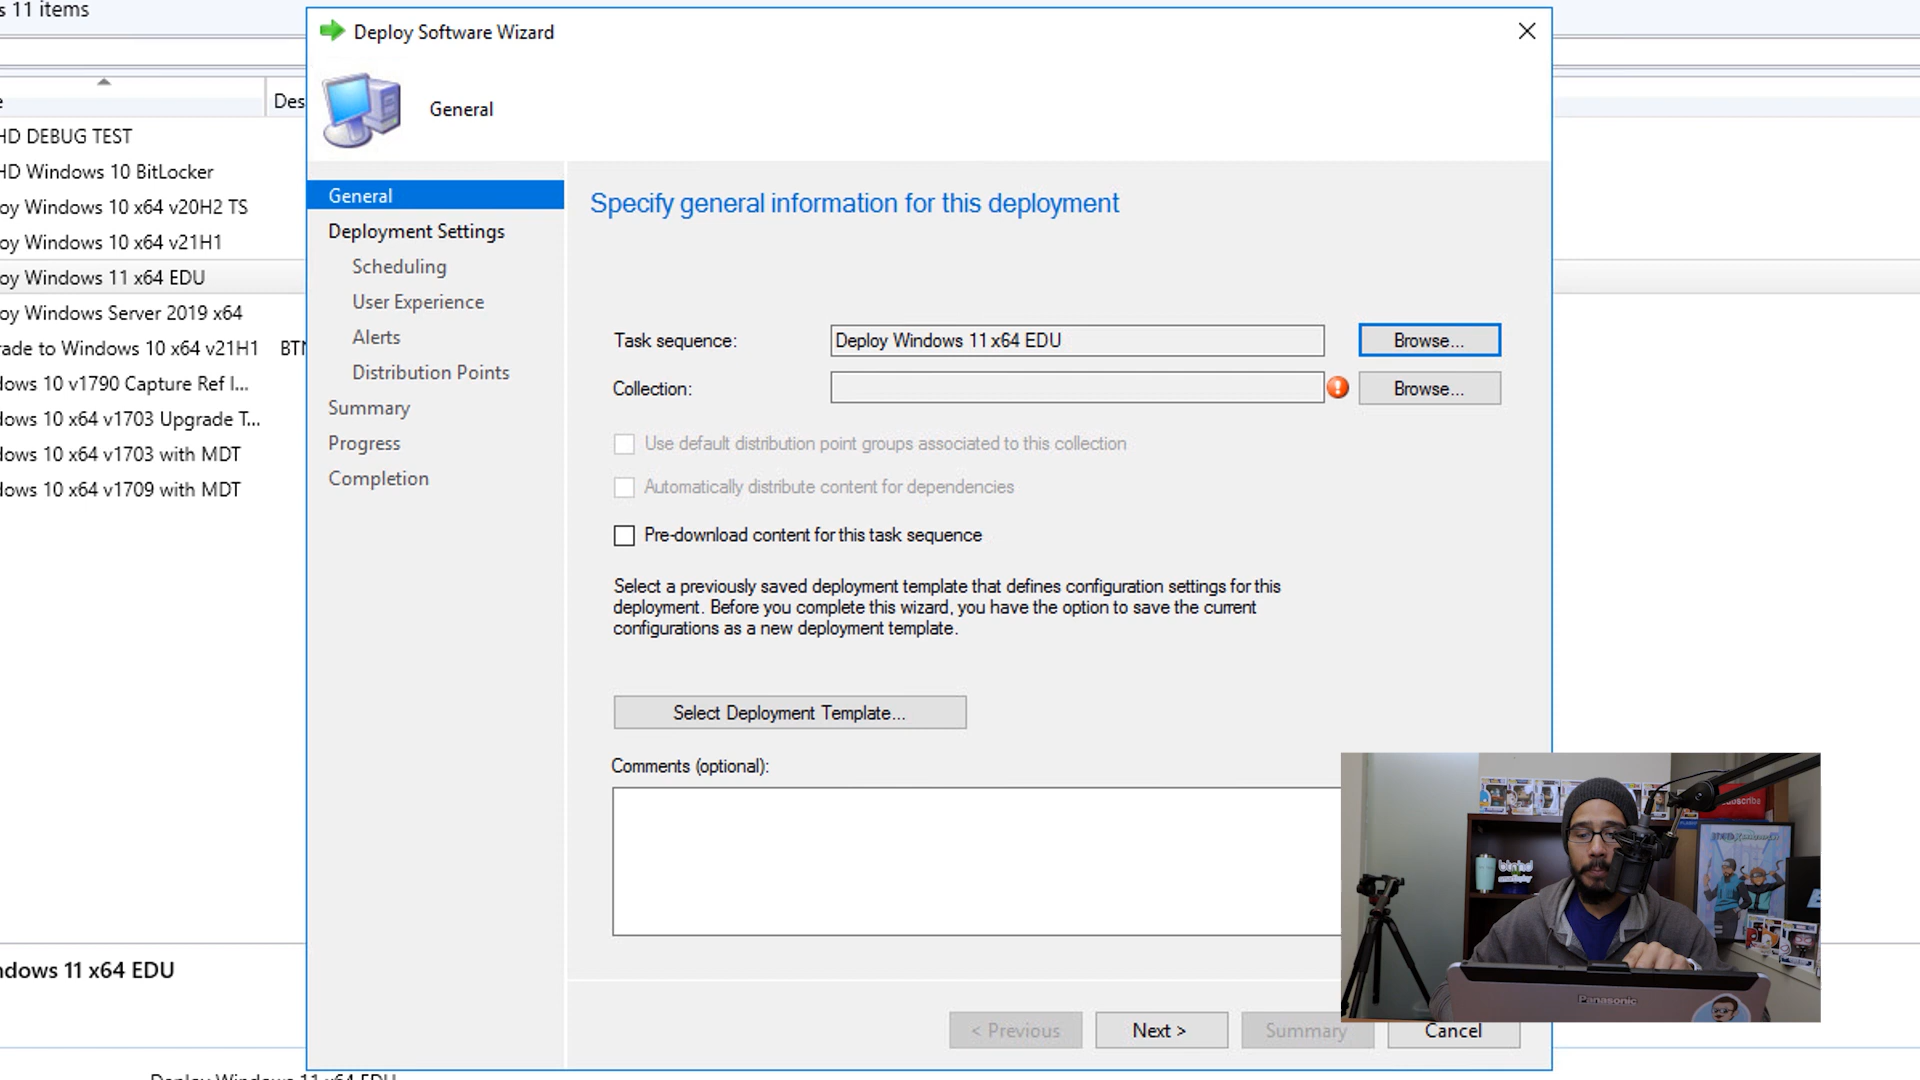 s 11 items
Deploy Software Wizard
General
e
Des
HD DEBUG TEST
HD Windows 10 BitLocker
oy Windows 10 x64 v20H2 TS
oy Windows 10 x64 v21H1
oy Windows 11 x64 EDU
oy Windows Server 2019 x64
rade to Windows 10 x64 v21H1 BTN
dows 10 v1790 Capture Ref I...
dows 10 x64 v1703 Upgrade T...
dows 10 x64 v1703 with MDT
dows 10 x64 v1709 with MDT
General
Deployment Settings
Scheduling
User Experience
Alerts
Distribution Points
Summary
Progress
Completion
Specify general information for this deployment
Task sequence:
Deploy Windows 11 x64 EDU
Browse...
Collection:
Browse...
Use default distribution point groups associated to this collection
Automatically distribute content for dependencies
Pre-download content for this task sequence
Select a previously saved deployment template that defines configuration settings for this
deployment. Before you complete this wizard, you have the option to save the current
configurations as a new deployment template.
Select Deployment Template...
Comments (optional):
ndows 11 x64 EDU
< Previous
Next >
Summary
Cancel
Deploy Windows 11 x64 EDU
Panasonic